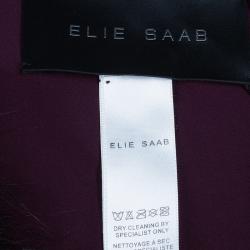 ELIE SAAB
ELIE SAAB
DRY CLEANING BY
SPECIALIST ONLY
NETTOYAGE À SEC